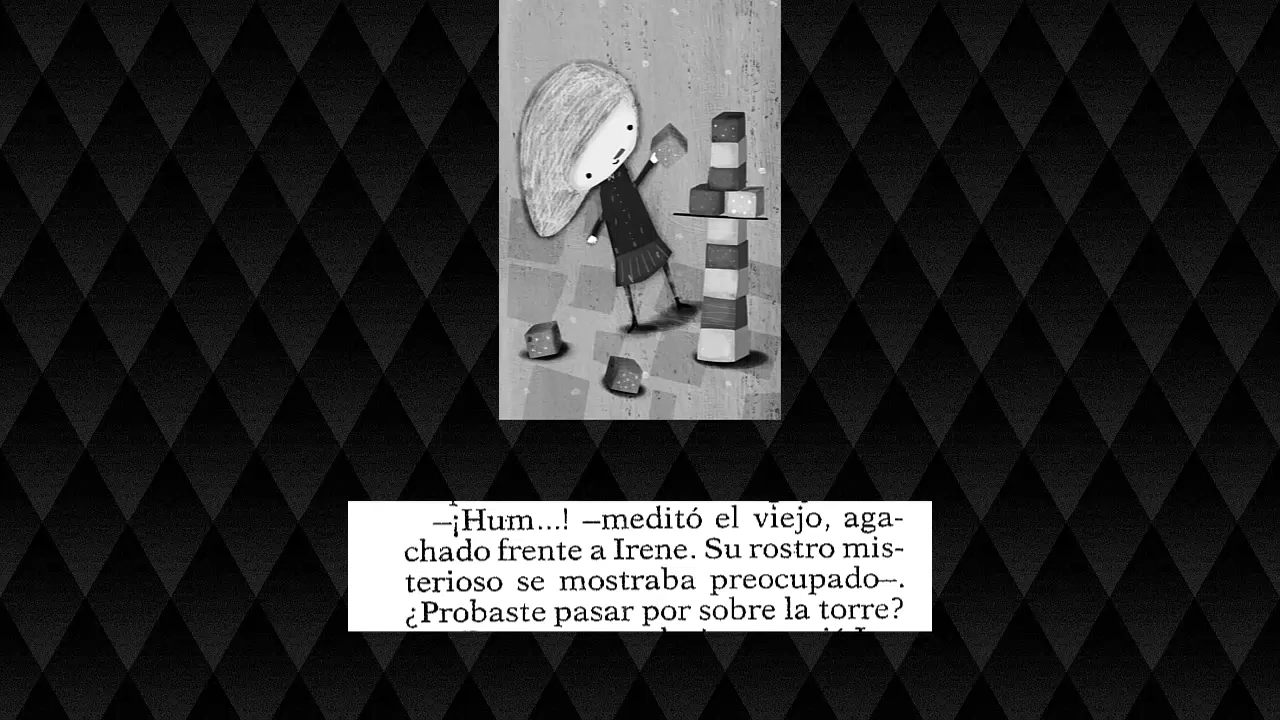 –¡Hum...! –meditó el viejo, aga-
chado frente a Irene. Su rostro mis-
terioso se mostraba preocupado–.
¿Probaste pasar por sobre la torre?